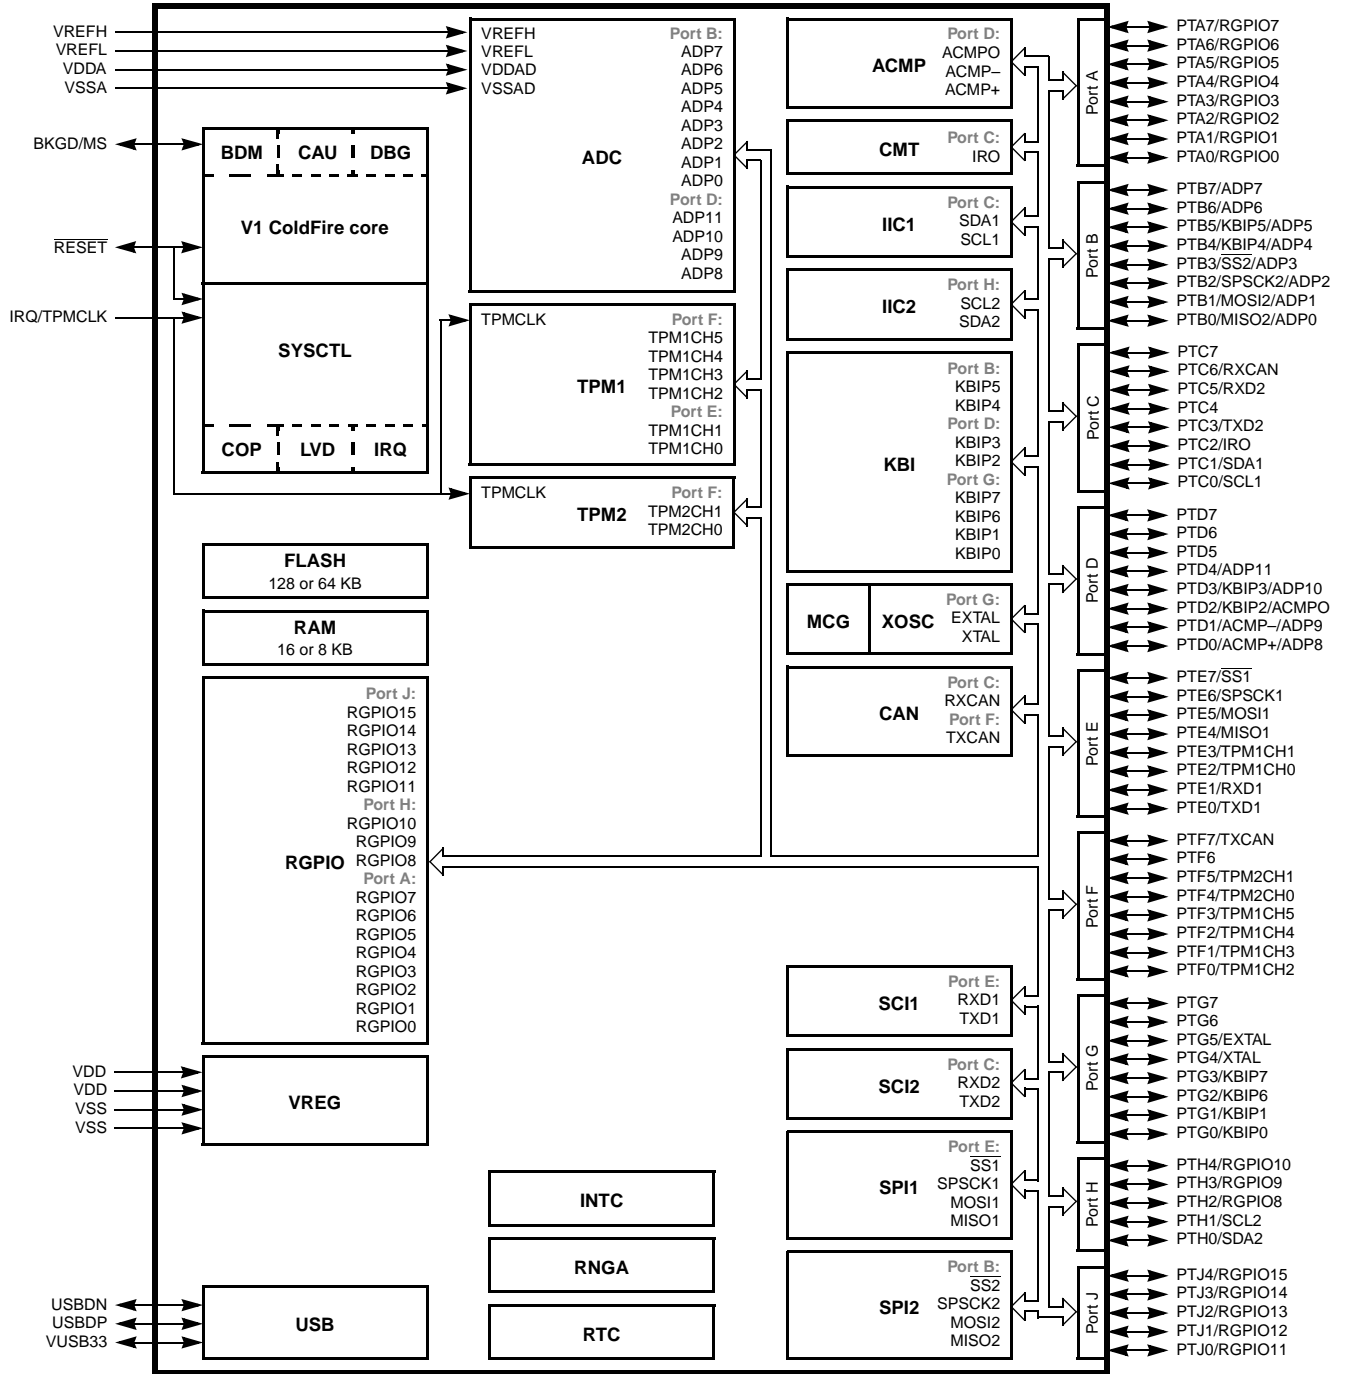 VREFH
VREFL
VDDA
VSSA
BKGD/MS
RESET
IRQ/TPMCLK
BDM
CAU
DBG
V1 ColdFire core
SYSCTL
COP
LVD
IRQ
FLASH
128 or 64 KB
RAM
16 or 8 KB
RGPIO
Port J:
RGPIO15
RGPIO14
RGPIO13
RGPIO12
RGPIO11
Port H:
RGPIO10
RGPIO9
RGPIO8
Port A:
RGPIO7
RGPIO6
RGPIO5
RGPIO4
RGPIO3
RGPIO2
RGPIO1
RGPIO0
VDD
VDD
VSS
VSS
VREG
USBDN
USBDP
VUSB33
USB
VREFH
VREFL
VDDAD
VSSAD
ADC
Port B:
ADP7
ADP6
ADP5
ADP4
ADP3
ADP2
ADP1
ADP0
Port D:
ADP11
ADP10
ADP9
ADP8
TPMCLK
TPM1
Port F:
TPM1CH5
TPM1CH4
TPM1CH3
TPM1CH2
Port E:
TPM1CH1
TPM1CH0
TPMCLK
TPM2
Port F:
TPM2CH1
TPM2CH0
INTC
RNGA
RTC
ACMP
Port D:
ACMPO
ACMP–
ACMP+
CMT
Port C:
IRO
IIC1
Port C:
SDA1
SCL1
IIC2
Port H:
SCL2
SDA2
KBI
Port B:
KBIP5
KBIP4
Port D:
KBIP3
KBIP2
Port G:
KBIP7
KBIP6
KBIP1
KBIP0
MCG
XOSC
Port G:
EXTAL
XTAL
CAN
Port C:
RXCAN
Port F:
TXCAN
SCI1
Port E:
RXD1
TXD1
SCI2
Port C:
RXD2
TXD2
SPI1
Port E:
SS1
SPSCK1
MOSI1
MISO1
SPI2
Port B:
SS2
SPSCK2
MOSI2
MISO2
Port A
PTA7/RGPIO7
PTA6/RGPIO6
PTA5/RGPIO5
PTA4/RGPIO4
PTA3/RGPIO3
PTA2/RGPIO2
PTA1/RGPIO1
PTA0/RGPIO0
Port B
PTB7/ADP7
PTB6/ADP6
PTB5/KBIP5/ADP5
PTB4/KBIP4/ADP4
PTB3/SS2/ADP3
PTB2/SPSCK2/ADP2
PTB1/MOSI2/ADP1
PTB0/MISO2/ADP0
Port C
PTC7
PTC6/RXCAN
PTC5/RXD2
PTC4
PTC3/TXD2
PTC2/IRO
PTC1/SDA1
PTC0/SCL1
Port D
PTD7
PTD6
PTD5
PTD4/ADP11
PTD3/KBIP3/ADP10
PTD2/KBIP2/ACMPO
PTD1/ACMP–/ADP9
PTD0/ACMP+/ADP8
Port E
PTE7/SS1
PTE6/SPSCK1
PTE5/MOSI1
PTE4/MISO1
PTE3/TPM1CH1
PTE2/TPM1CH0
PTE1/RXD1
PTE0/TXD1
Port F
PTF7/TXCAN
PTF6
PTF5/TPM2CH1
PTF4/TPM2CH0
PTF3/TPM1CH5
PTF2/TPM1CH4
PTF1/TPM1CH3
PTF0/TPM1CH2
Port G
PTG7
PTG6
PTG5/EXTAL
PTG4/XTAL
PTG3/KBIP7
PTG2/KBIP6
PTG1/KBIP1
PTG0/KBIP0
Port H
PTH4/RGPIO10
PTH3/RGPIO9
PTH2/RGPIO8
PTH1/SCL2
PTH0/SDA2
Port J
PTJ4/RGPIO15
PTJ3/RGPIO14
PTJ2/RGPIO13
PTJ1/RGPIO12
PTJ0/RGPIO11